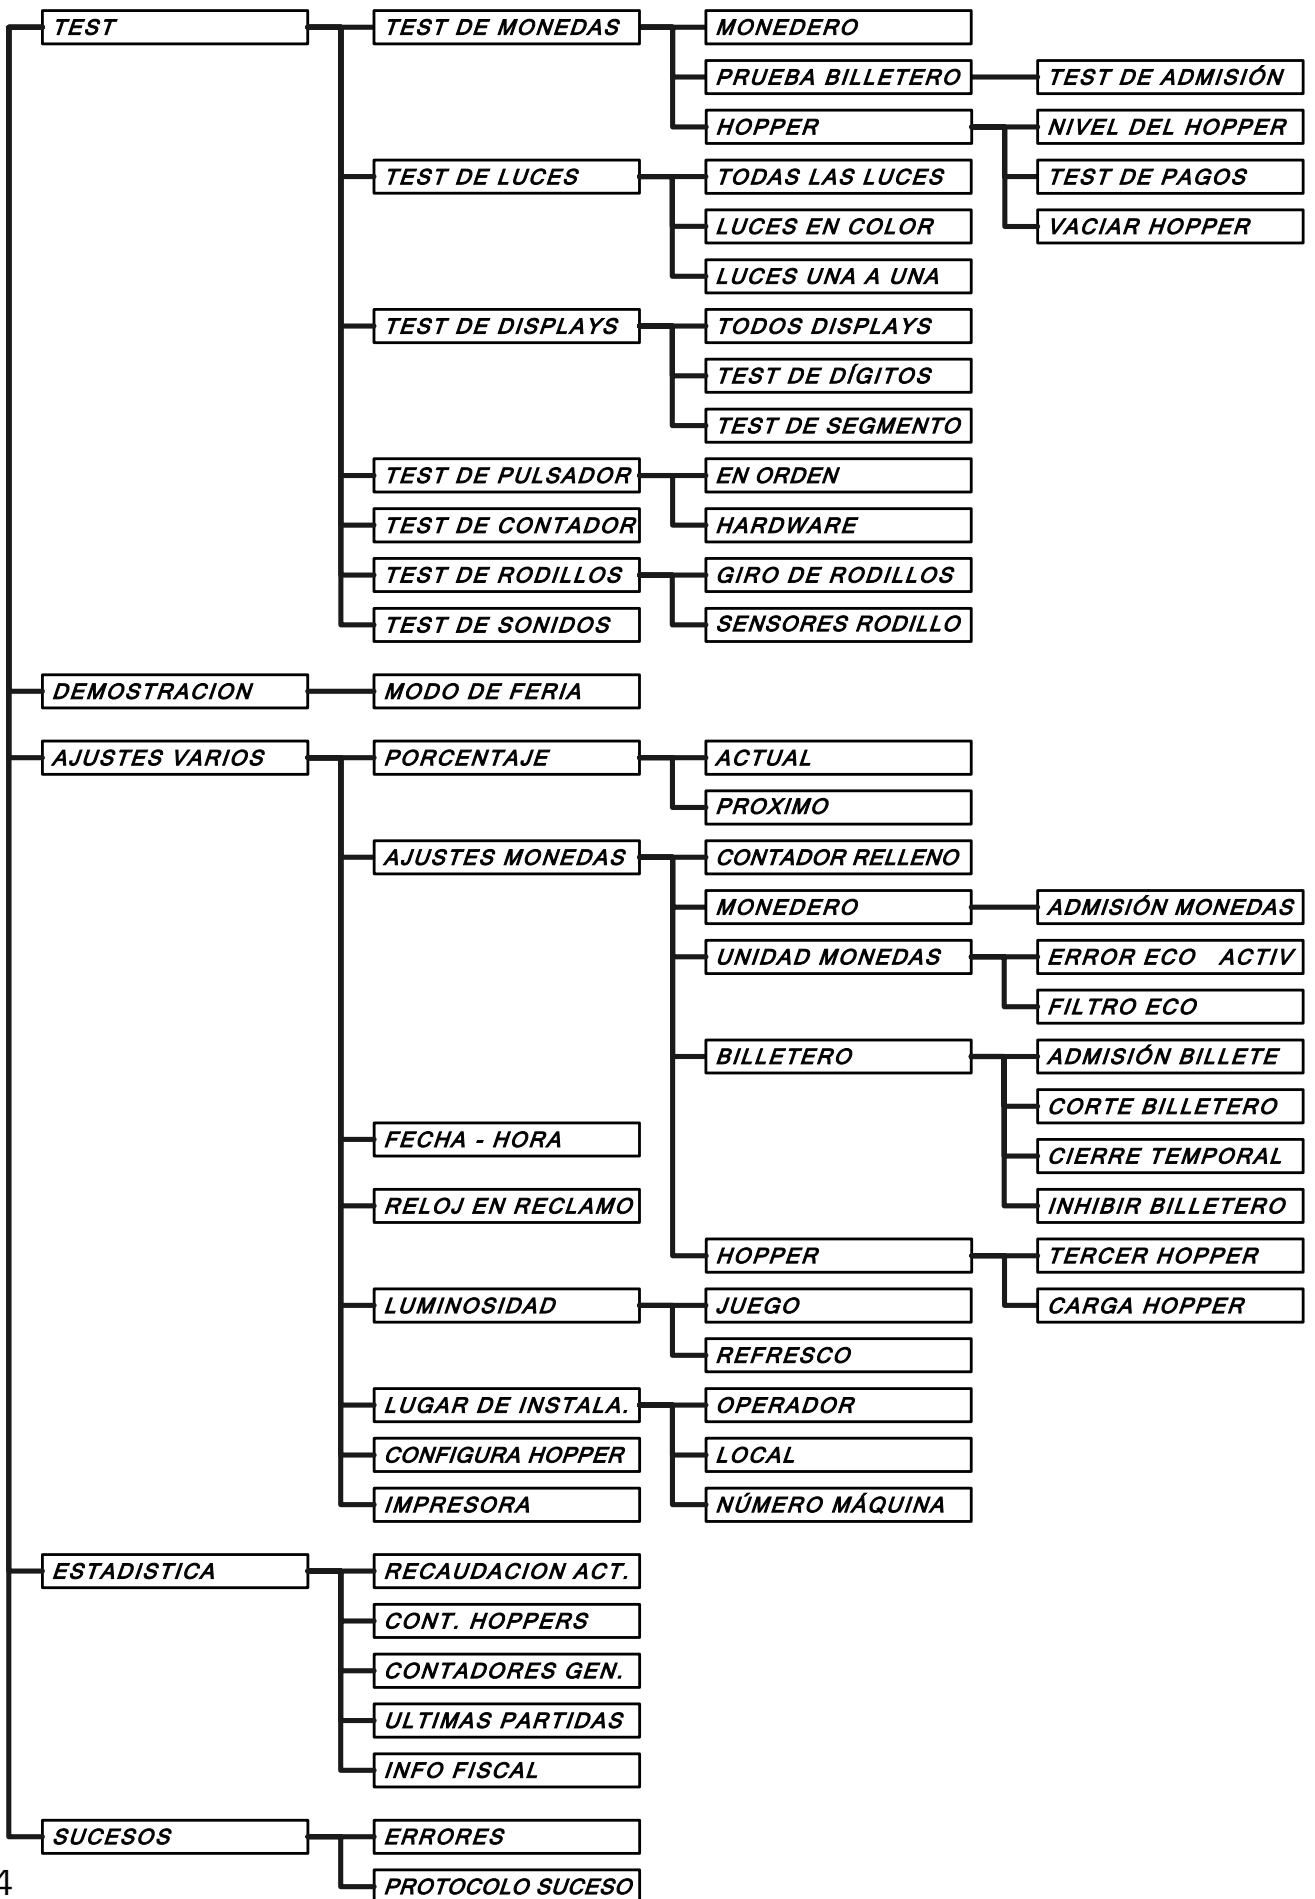 TEST
TEST DE MONEDAS
MONEDERO
PRUEBA BILLETERO
TEST DE ADMISIÓN
HOPPER
NIVEL DEL HOPPER
TEST DE LUCES
TODAS LAS LUCES
TEST DE PAGOS
LUCES EN COLOR
VACIAR HOPPER
LUCES UNA A UNA
TEST DE DISPLAYS
TODOS DISPLAYS
TEST DE DÍGITOS
TEST DE SEGMENTO
TEST DE PULSADOR
EN ORDEN
TEST DE CONTADOR
HARDWARE
TEST DE RODILLOS
GIRO DE RODILLOS
TEST DE SONIDOS
SENSORES RODILLO
DEMOSTRACION
MODO DE FERIA
AJUSTES VARIOS
PORCENTAJE
ACTUAL
PROXIMO
AJUSTES MONEDAS
CONTADOR RELLENO
MONEDERO
ADMISIÓN MONEDAS
UNIDAD MONEDAS
ERROR ECO ACTIV
FILTRO ECO
BILLETERO
ADMISIÓN BILLETE
CORTE BILLETERO
FECHA - HORA
CIERRE TEMPORAL
RELOJ EN RECLAMO
INHIBIR BILLETERO
HOPPER
TERCER HOPPER
LUMINOSIDAD
JUEGO
CARGA HOPPER
REFRESCO
LUGAR DE INSTALA.
OPERADOR
CONFIGURA HOPPER
LOCAL
IMPRESORA
NÚMERO MÁQUINA
ESTADISTICA
RECAUDACION ACT.
CONT. HOPPERS
CONTADORES GEN.
ULTIMAS PARTIDAS
INFO FISCAL
SUCESOS
ERRORES
PROTOCOLO SUCESO
4